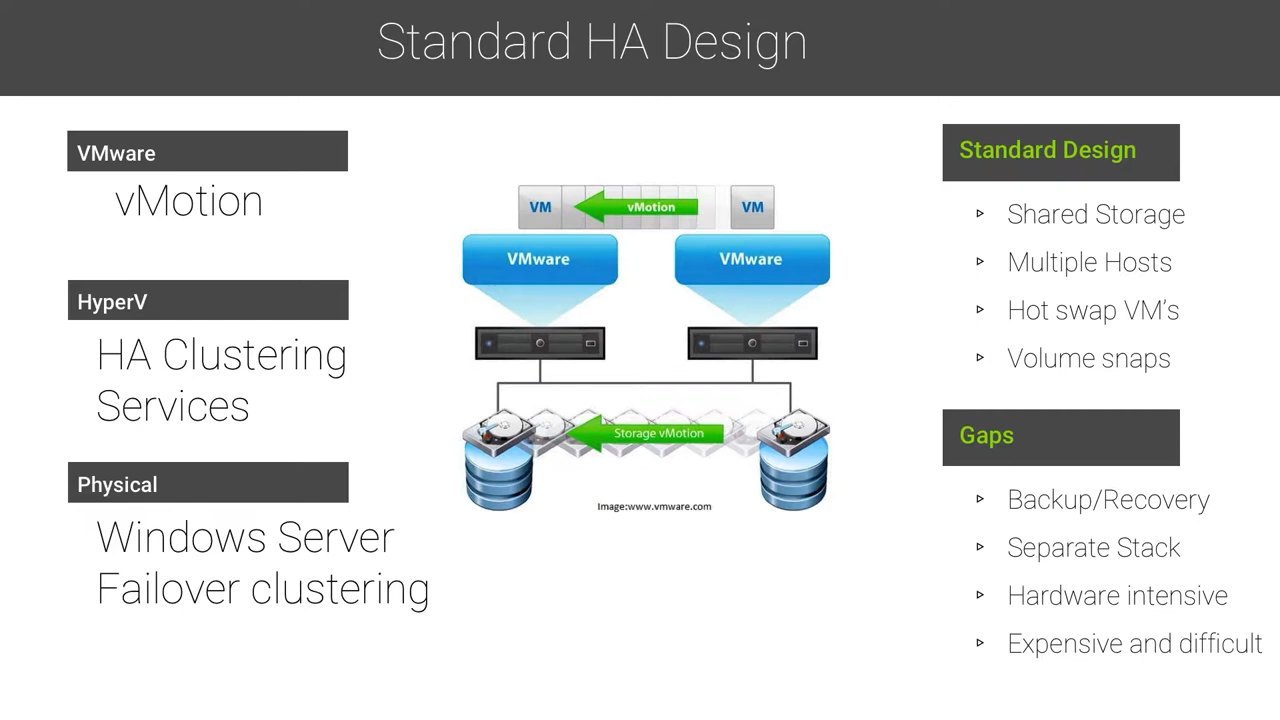 Standard HA Design
VMware
vMotion
HyperV
HA Clustering
Services
Physical
Windows Server
Failover clustering
VM
vMotion
VM
VMware
VMware
Storage vMotion
Image:www.vmware.com
Standard Design
Shared Storage
Multiple Hosts
Hot swap VM’s
Volume snaps
Gaps
Backup/Recovery
Separate Stack
Hardware intensive
Expensive and difficult